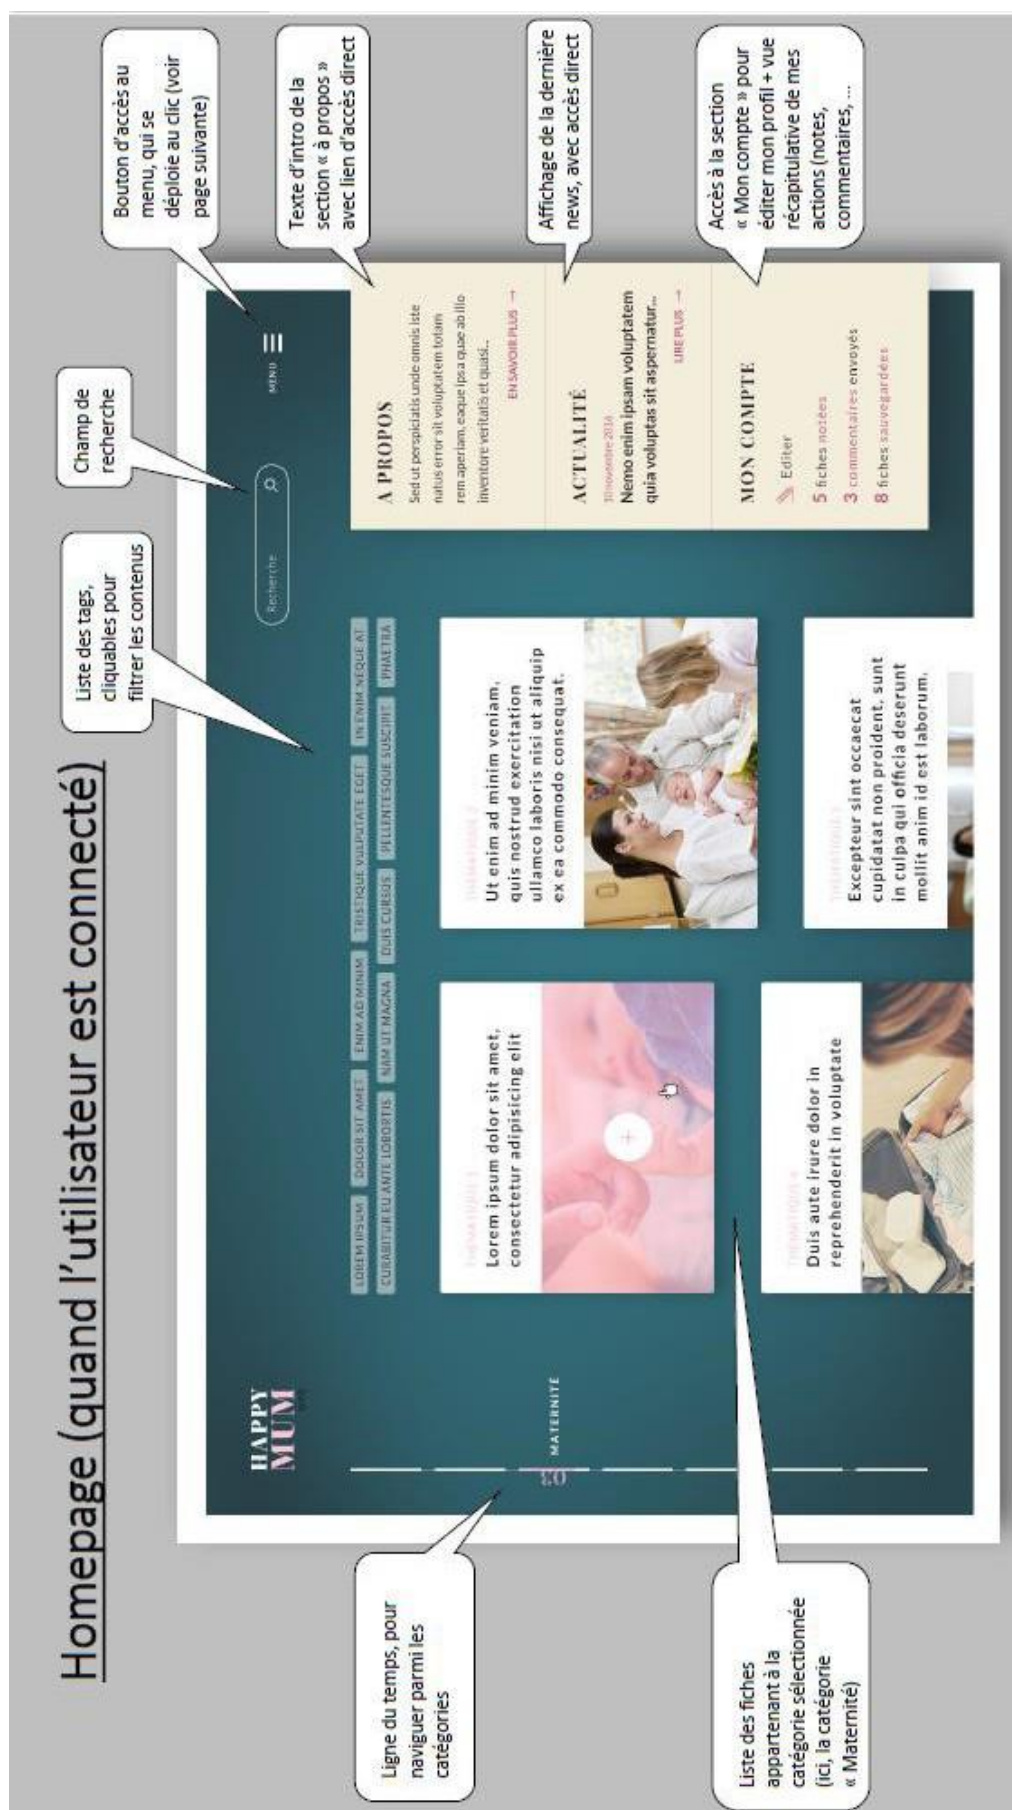 Homepage (quand l'utilisateur est connecté)
Liste des tags,
cliquables pour
filtrer les contenus
Champ de
recherche
Bouton d'accès au
menu, qui se
déploie au clic (voir
page suivante)
Texte d'intro de la
section « à propos »
avec lien d'accès direct
Affichage de la dernière
news, avec accès direct
Accès à la section
« Mon compte » pour
éditer mon profil + vue
récapitulative de mes
actions (notes,
commentaires, ...
Ligne du temps, pour
naviguer parmi les
catégories
Liste des fiches
appartenant à la
catégorie sélectionnée
(ici, la catégorie
« Maternité)
HAPPY
MUM
Recherche
MENU
LOREM IPSUM DOLOR SIT AMET ENIM AD MINIM TRISTIQUE VULPUTATE EGET IN ENIM NEQUE AT
CURABITUR EU ANTE LOBORTIS NAM UT MAGNA DUIS CURSUS PELLENTESQUE SUSCIPIT PHAETRA
03 MATERNITÉ
THEMATIQUE 1
Lorem ipsum dolor sit amet,
consectetur adipisicing elit
THEMATIQUE 2
Ut enim ad minim veniam,
quis nostrud exercitation
ullamco laboris nisi ut aliquip
ex ea commodo consequat.
THEMATIQUE 4
Duis aute irure dolor in
reprehenderit in voluptate
Excepteur sint occaecat
cupidatat non proident, sunt
in culpa qui officia deserunt
mollit anim id est laborum.
A PROPOS
Sed ut perspiciatis unde omnis iste
natus error sit voluptatem totam
rem aperiam, eaque ipsa quae ab illo
inventore veritatis et quasi...
EN SAVOIR PLUS →
ACTUALITÉ
30 novembre 2016
Nemo enim ipsam voluptatem
quia voluptas sit aspernatur...
LIRE PLUS →
MON COMPTE
Editer
5 fiches notées
3 commentaires envoyés
8 fiches sauvegardées